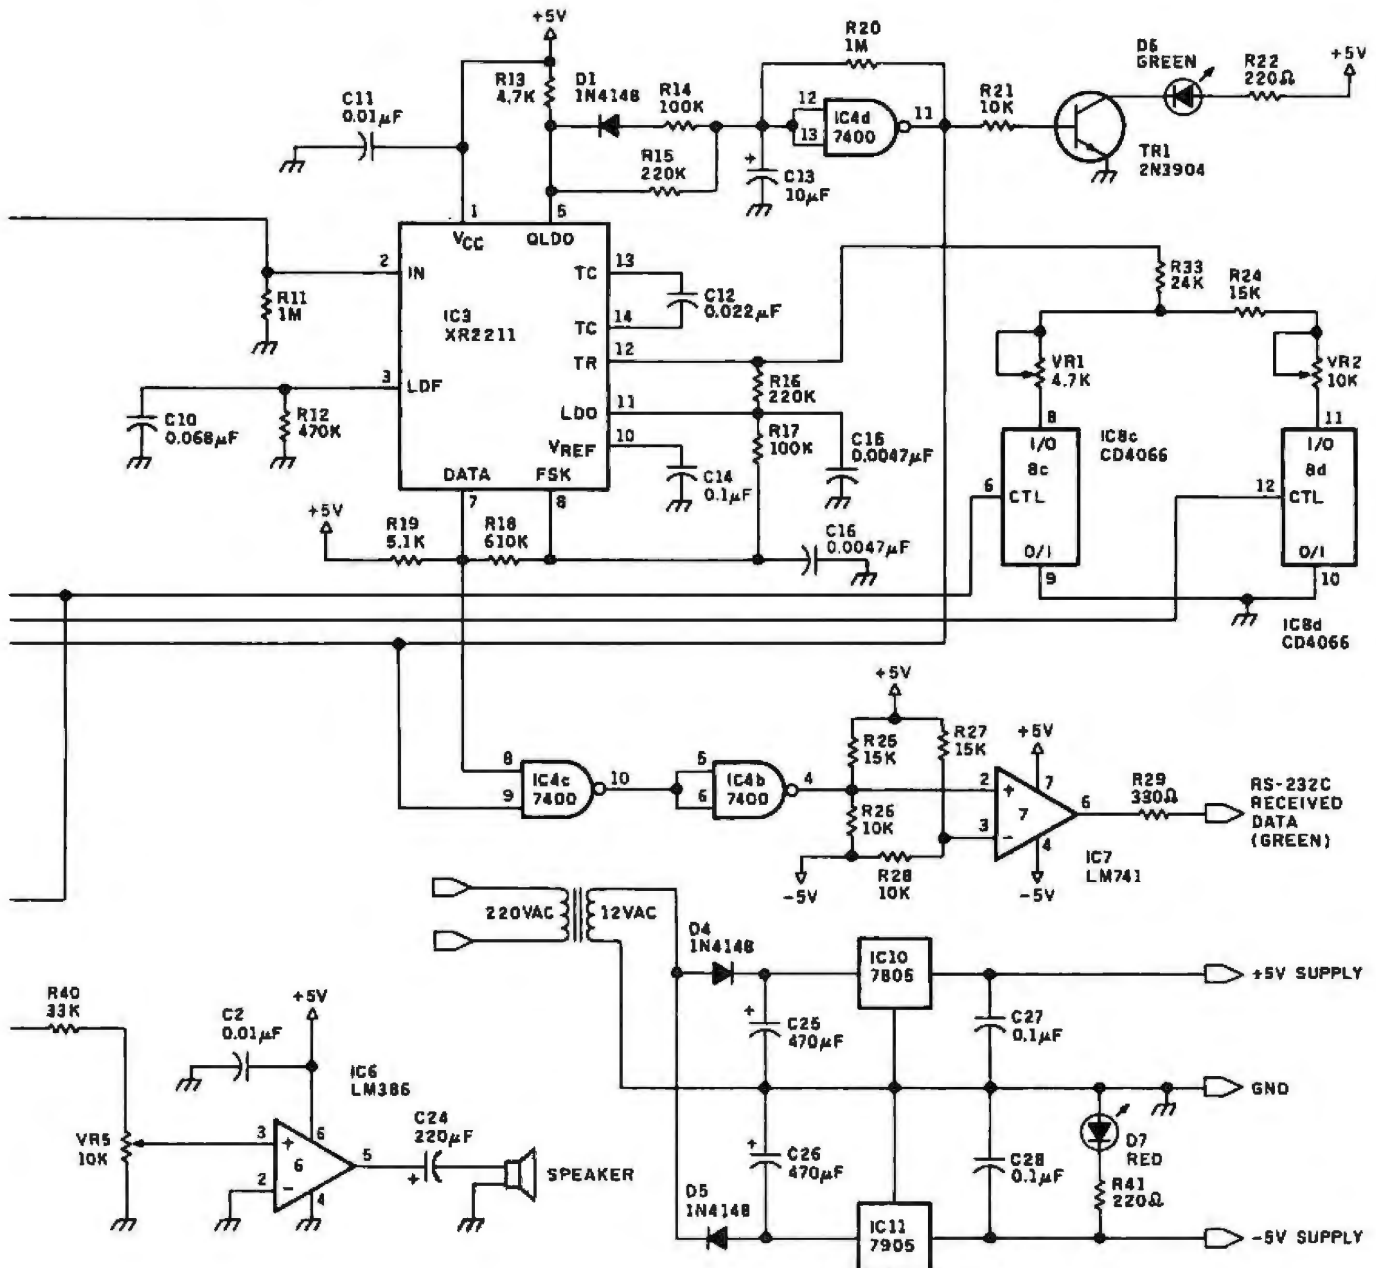 +5V
R20
1M
D6
GREEN
R22
220Ω
+5V
R13
4.7K
D1
1N4148
R14
100K
C11
0.01µF
12
13
IC4d
7400
11
R21
10K
R15
220K
+
C13
10µF
TR1
2N3904
1
5
VCC
QLDO
2
IN
TC
13
R11
1M
IC3
XR2211
C12
0.022µF
TC
14
R33
24K
R24
15K
TR
12
3
LDF
R16
220K
VR1
4.7K
VR2
10K
C10
0.068µF
R12
470K
LDO
11
8
11
VREF
10
R17
100K
C15
0.0047µF
I/O
8c
IC8c
CD4066
I/O
8d
DATA
FSK
C14
0.1µF
6
CTL
12
CTL
7
8
+5V
R19
5.1K
R18
610K
C16
0.0047µF
O/I
O/I
9
10
IC8d
CD4066
+5V
R25
15K
R27
15K
+5V
8
9
IC4c
7400
10
5
6
IC4b
7400
4
2
+
7
7
R29
330Ω
RS-232C
RECEIVED
DATA
(GREEN)
R26
10K
3
-
6
4
IC7
LM741
-5V
R28
10K
-5V
220VAC
12VAC
D4
1N4148
IC10
7805
+5V SUPPLY
R40
33K
+5V
C2
0.01µF
+
C25
470µF
C27
0.1µF
IC6
LM386
GND
VR5
10K
3
+
6
6
C24
220µF
5
+
2
-
4
SPEAKER
+
C26
470µF
C28
0.1µF
D7
RED
R41
220Ω
D5
1N4148
IC11
7905
-5V SUPPLY